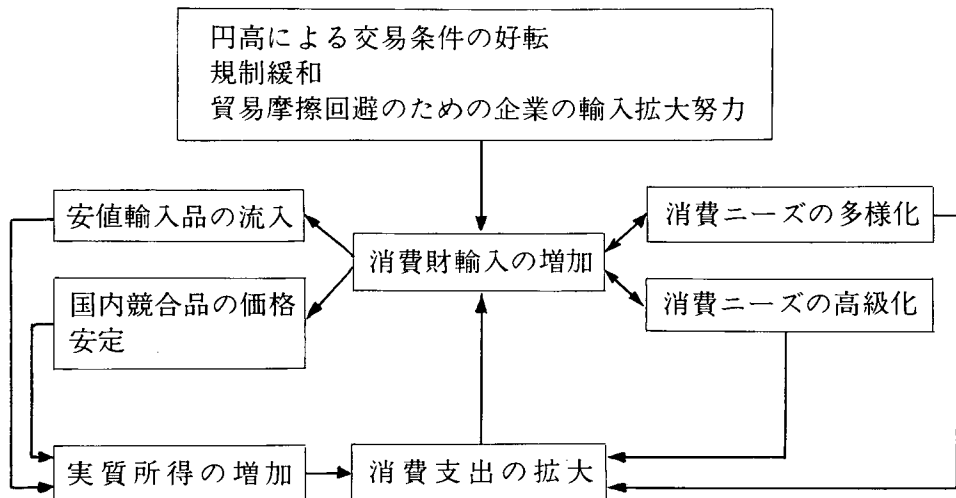 円高による交易条件の好転
規制緩和
貿易摩擦回避のための企業の輸入拡大努力
安値輸入品の流入
消費ニーズの多様化
消費財輸入の増加
国内競合品の価格
安定
消費ニーズの高級化
実質所得の増加
消費支出の拡大